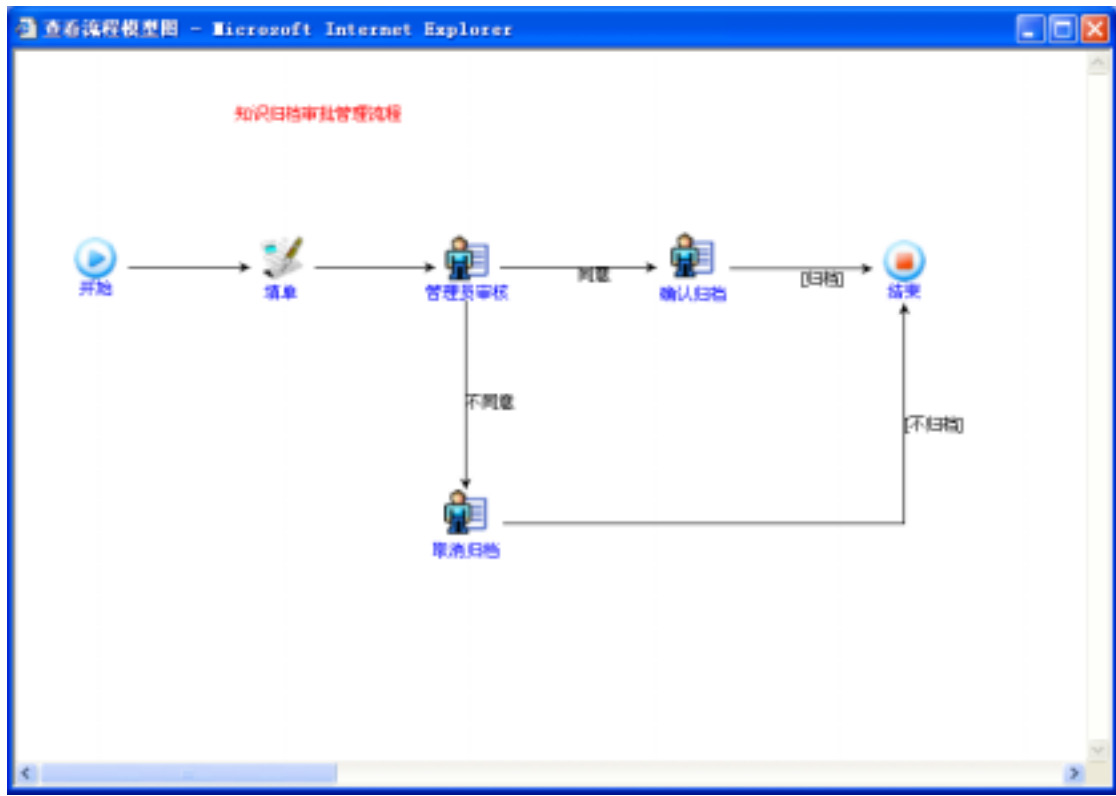 查看流程模型图 - Microsoft Internet Explorer
知识归档审批管理流程
开始
填单
管理员审核
同意
确认归档
[归档]
结束
不同意
[不归档]
取消归档